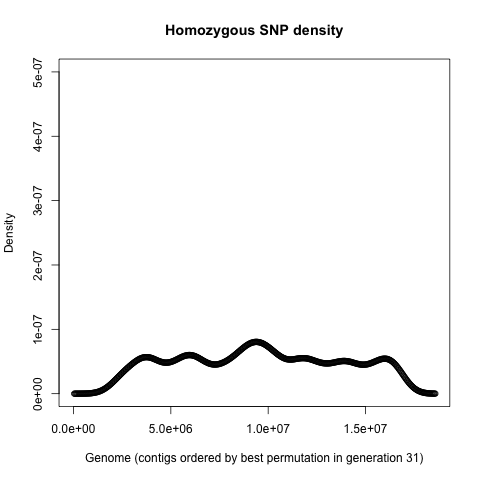 Homozygous SNP density
Density
5e-07
4e-07
3e-07
2e-07
1e-07
0e+00
0.0e+00 5.0e+06 1.0e+07 1.5e+07
Genome (contigs ordered by best permutation in generation 31)